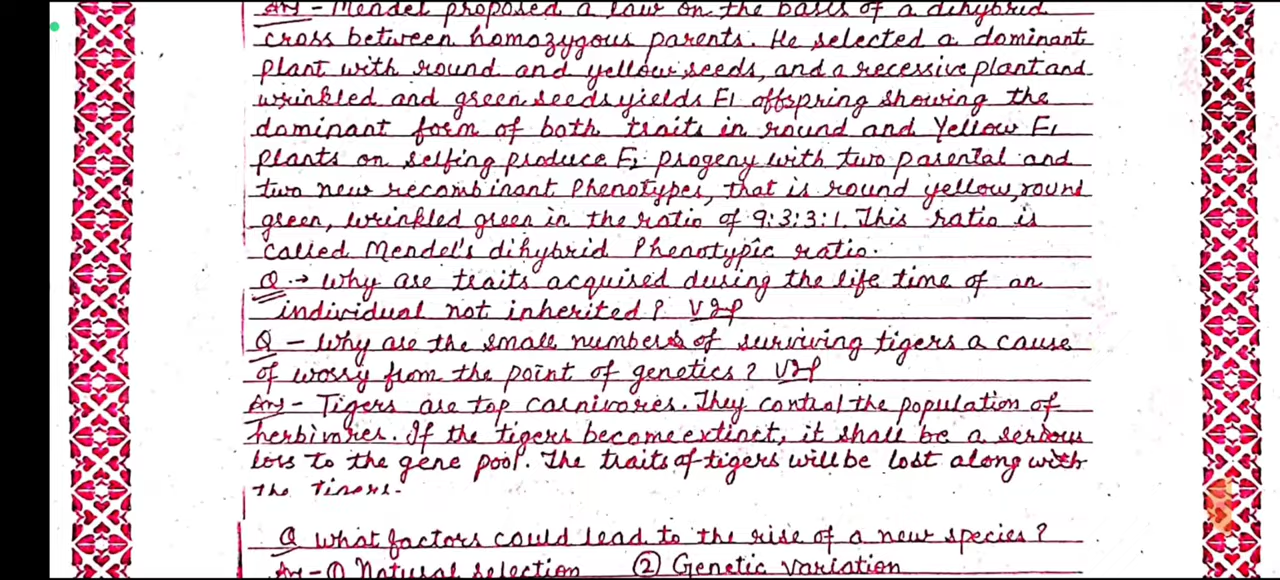 Ans - Mendel proposed a law on the basis of a dihybrid
cross between homozygous parents. He selected a dominant
plant with round and yellow seeds, and a recessive plant and
wrinkled and green seeds yields F1 offspring showing the
dominant form of both traits in round and Yellow F1
plants on selfing produce F2 progeny with two parental and
two new recombinant Phenotypes, that is round yellow, round
green, wrinkled green in the ratio of 9:3:3:1. This ratio is
called Mendel's dihybrid Phenotypic ratio.
Q → Why are traits acquired during the life time of an
individual not inherited? VIP
Q - Why are the small numbers of surviving tigers a cause
of worry from the point of genetics? VIP
Ans - Tigers are top carnivores. They control the population of
herbivores. If the tigers become extinct, it shall be a serious
loss to the gene pool. The traits of tigers will be lost along with
the tigers.
Q What factors could lead to the rise of a new species?
Ans - ① Natural selection ② Genetic variation